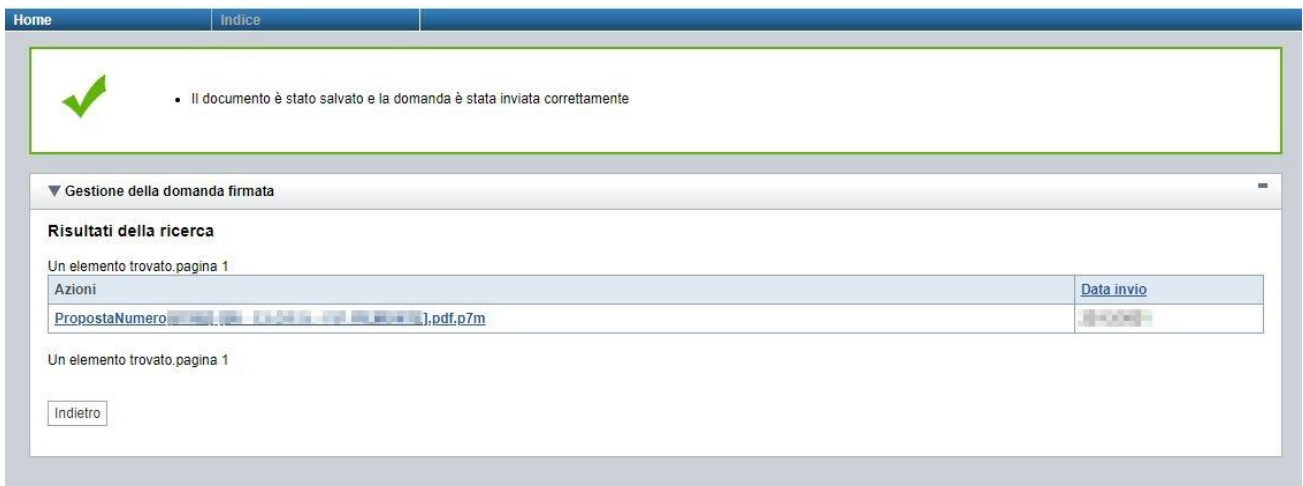 Home Indice
Il documento è stato salvato e la domanda è stata inviata correttamente
Gestione della domanda firmata
Risultati della ricerca
Un elemento trovato.pagina 1
Azioni Data invio
PropostaNumero ].pdf.p7m
Un elemento trovato.pagina 1
Indietro